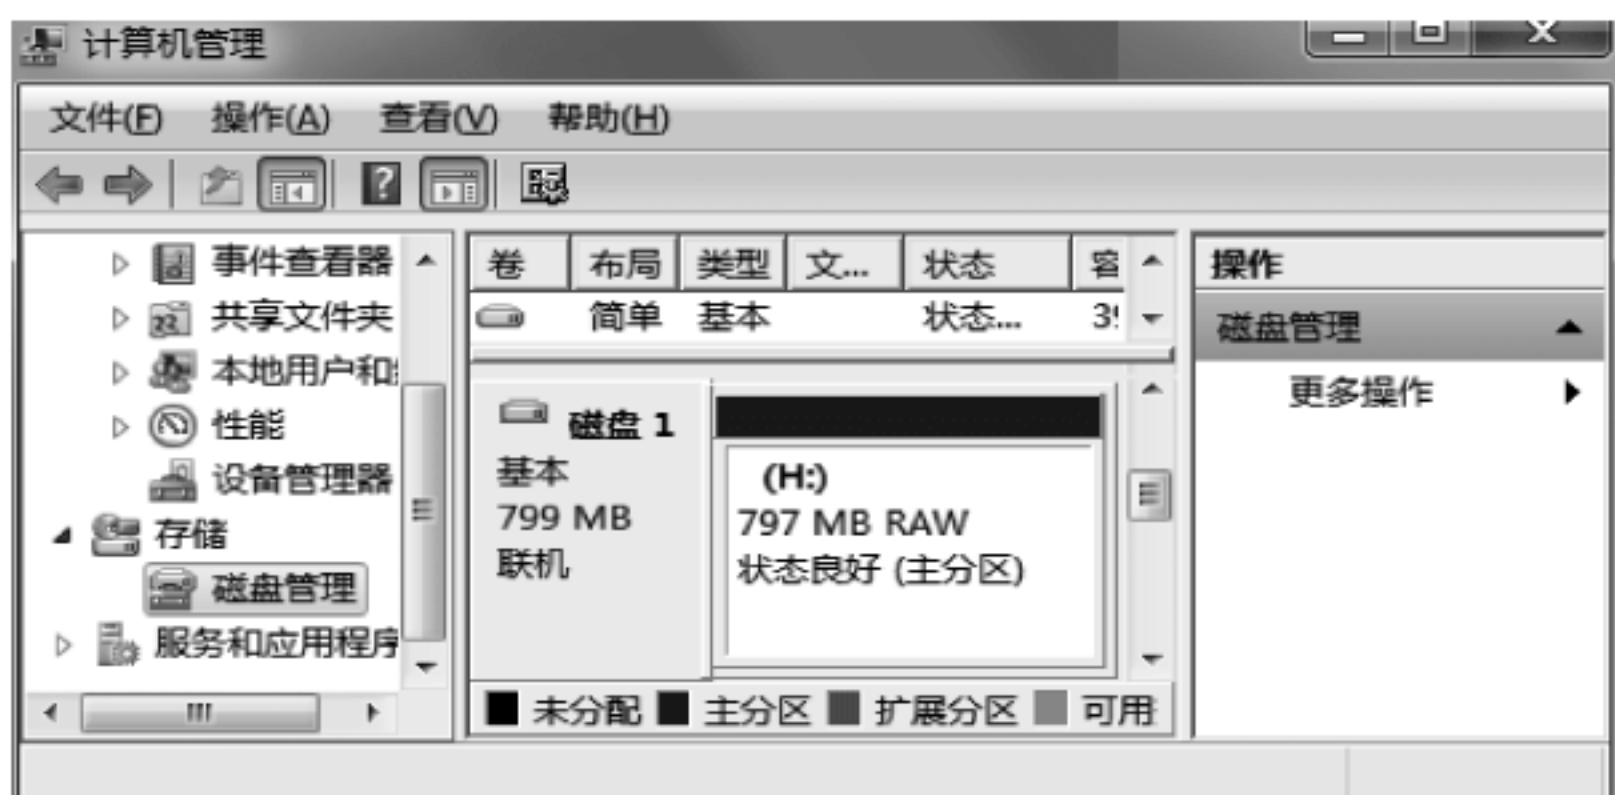 计算机管理
文件(F) 操作(A) 查看(V) 帮助(H)
事件查看器
共享文件夹
本地用户和
性能
设备管理器
存储
磁盘管理
服务和应用程序
卷 布局 类型 文... 状态 容
简单 基本 状态... 39
磁盘 1
基本
799 MB
联机
(H:)
797 MB RAW
状态良好 (主分区)
未分配 主分区 扩展分区 可用
操作
磁盘管理
更多操作